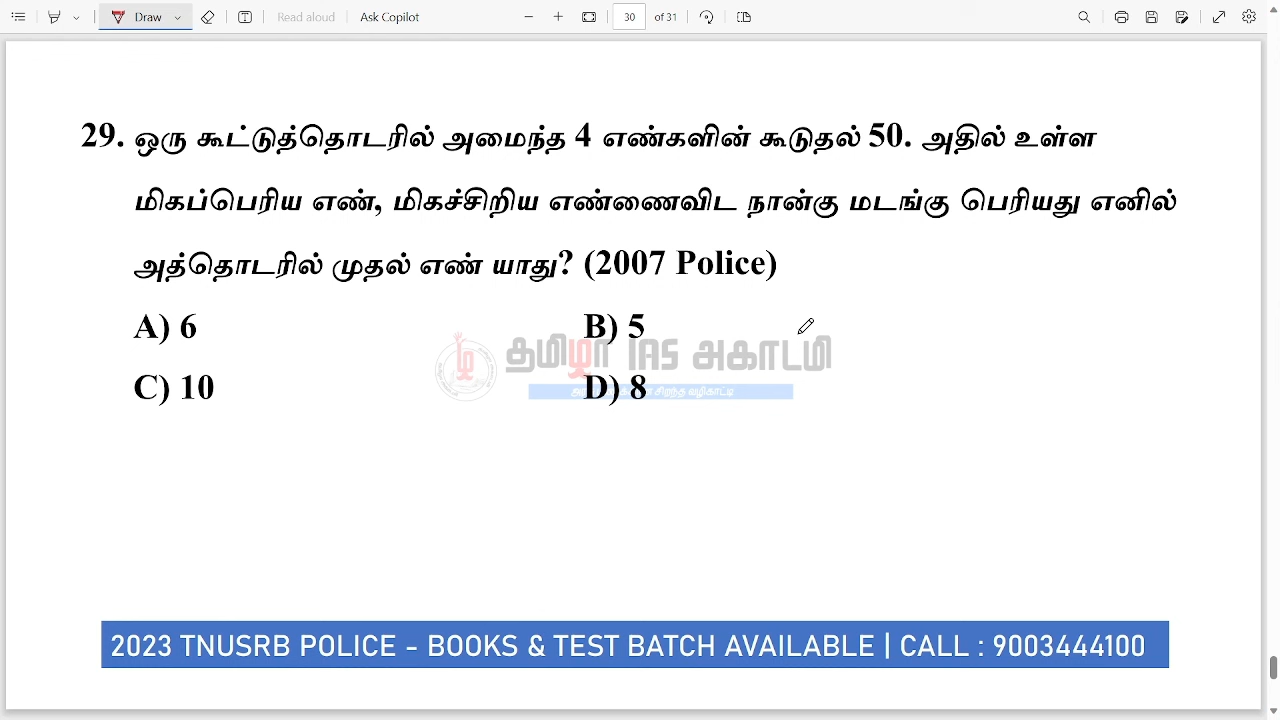 Draw
Read aloud
Ask Copilot
30
of 31
29. ஒரு கூட்டுத்தொடரில் அமைந்த 4 எண்களின் கூடுதல் 50. அதில் உள்ள
மிகப்பெரிய எண், மிகச்சிறிய எண்ணைவிட நான்கு மடங்கு பெரியது எனில்
அத்தொடரில் முதல் எண் யாது? (2007 Police)
A) 6 B) 5
தமிழா IAS அகாடமி
C) 10 D) 8
சிறந்த வழிகாட்டி
2023 TNUSRB POLICE - BOOKS & TEST BATCH AVAILABLE | CALL : 9003444100